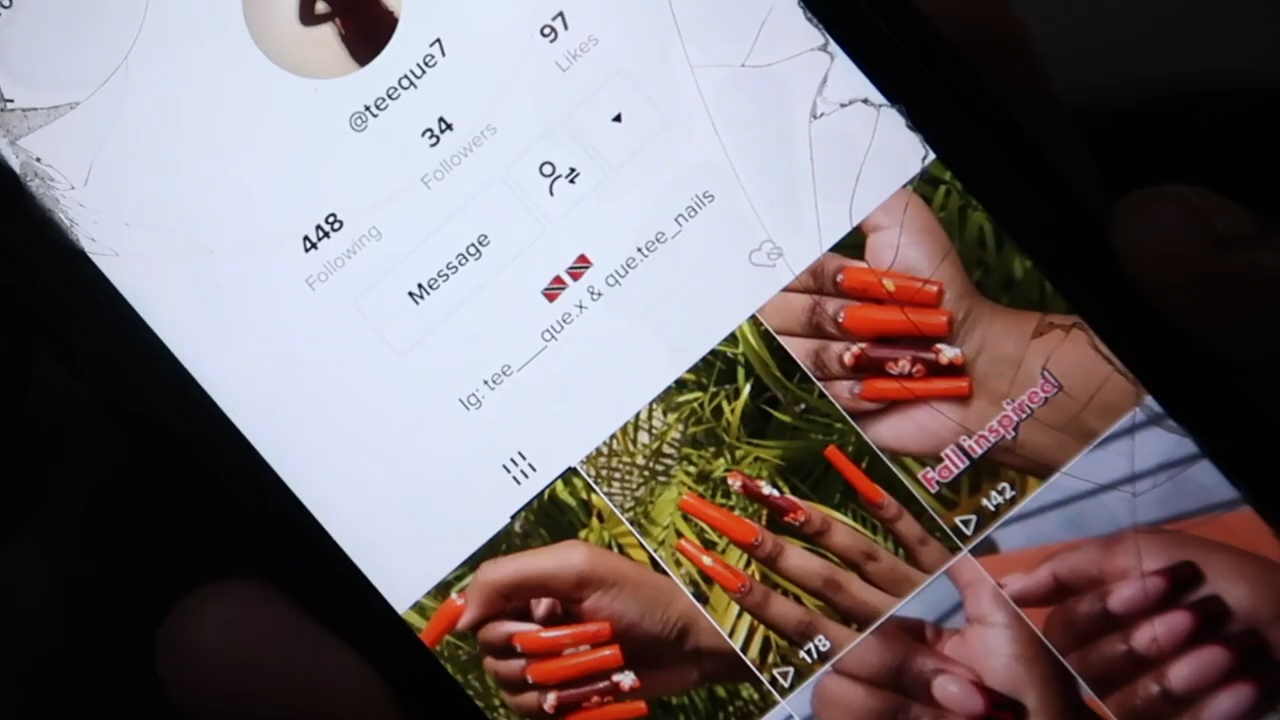 @teeque7
448 34 97
Following Followers Likes
Message
Ig: tee___que.x & que.tee_nails
Fall inspired
178
142